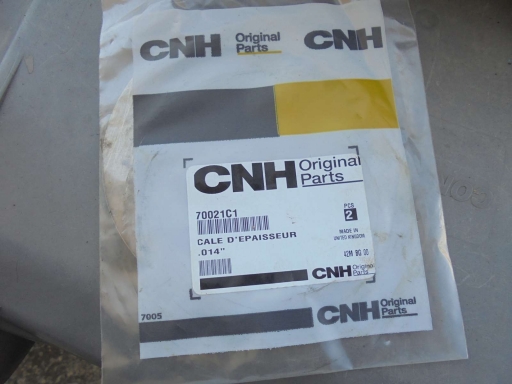 CNH Original Parts CNH
CNH Original Parts
70021C1
PCS
2
CALE D'EPAISSEUR
MADE IN
UNITED KINGDOM
.014"
CNH Original Parts
7005
CNH Original Parts